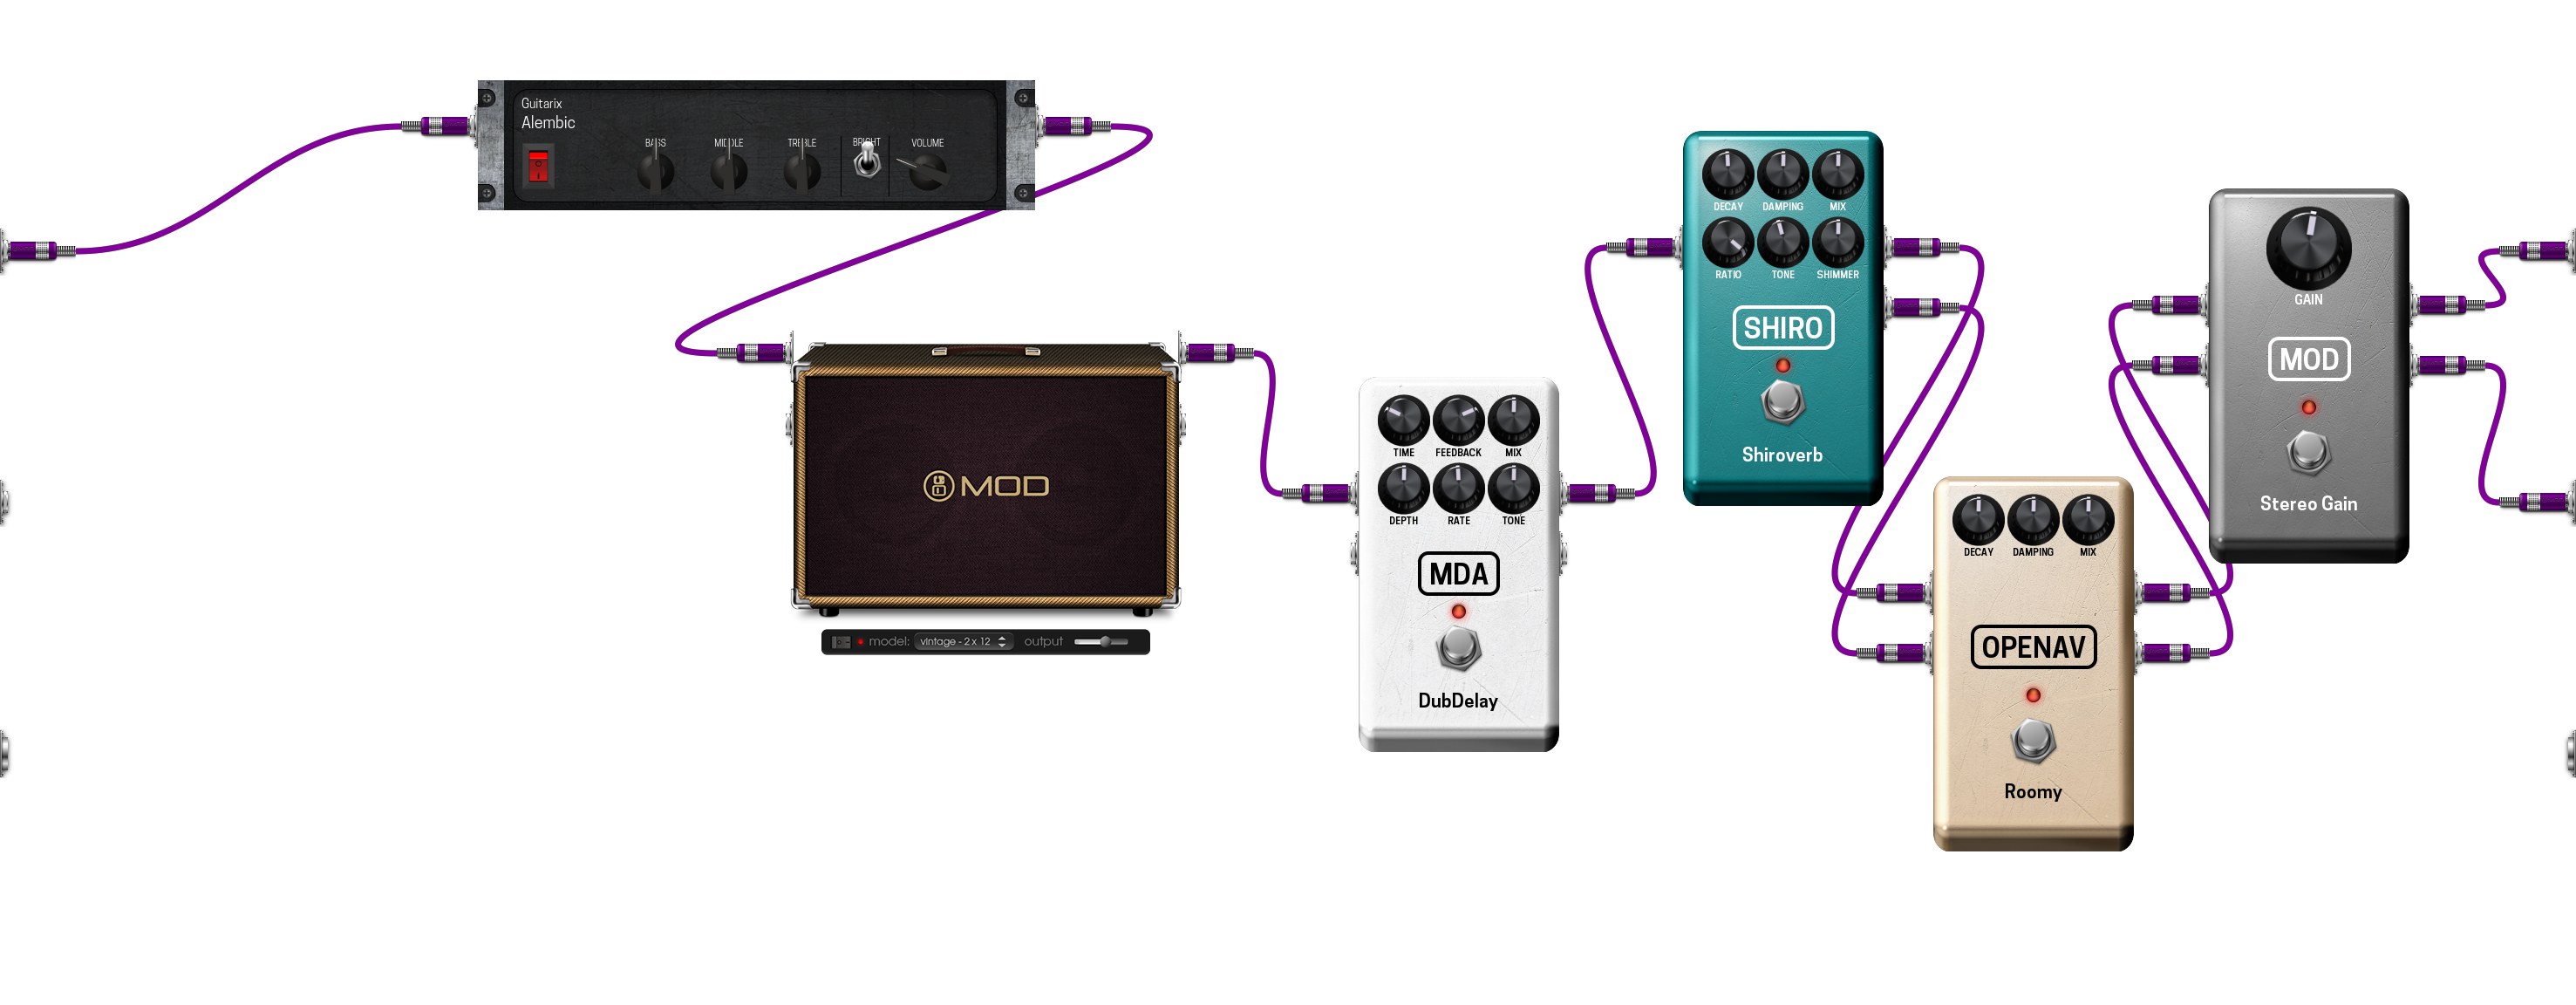 Guitarix
Alembic
BASS MIDDLE TREBLE BRIGHT VOLUME
MOD
model: vintage - 2 x 12 output
TIME FEEDBACK MIX
DEPTH RATE TONE
MDA
DubDelay
DECAY DAMPING MIX
RATIO TONE SHIMMER
SHIRO
Shiroverb
DECAY DAMPING MIX
OPENAV
Roomy
GAIN
MOD
Stereo Gain